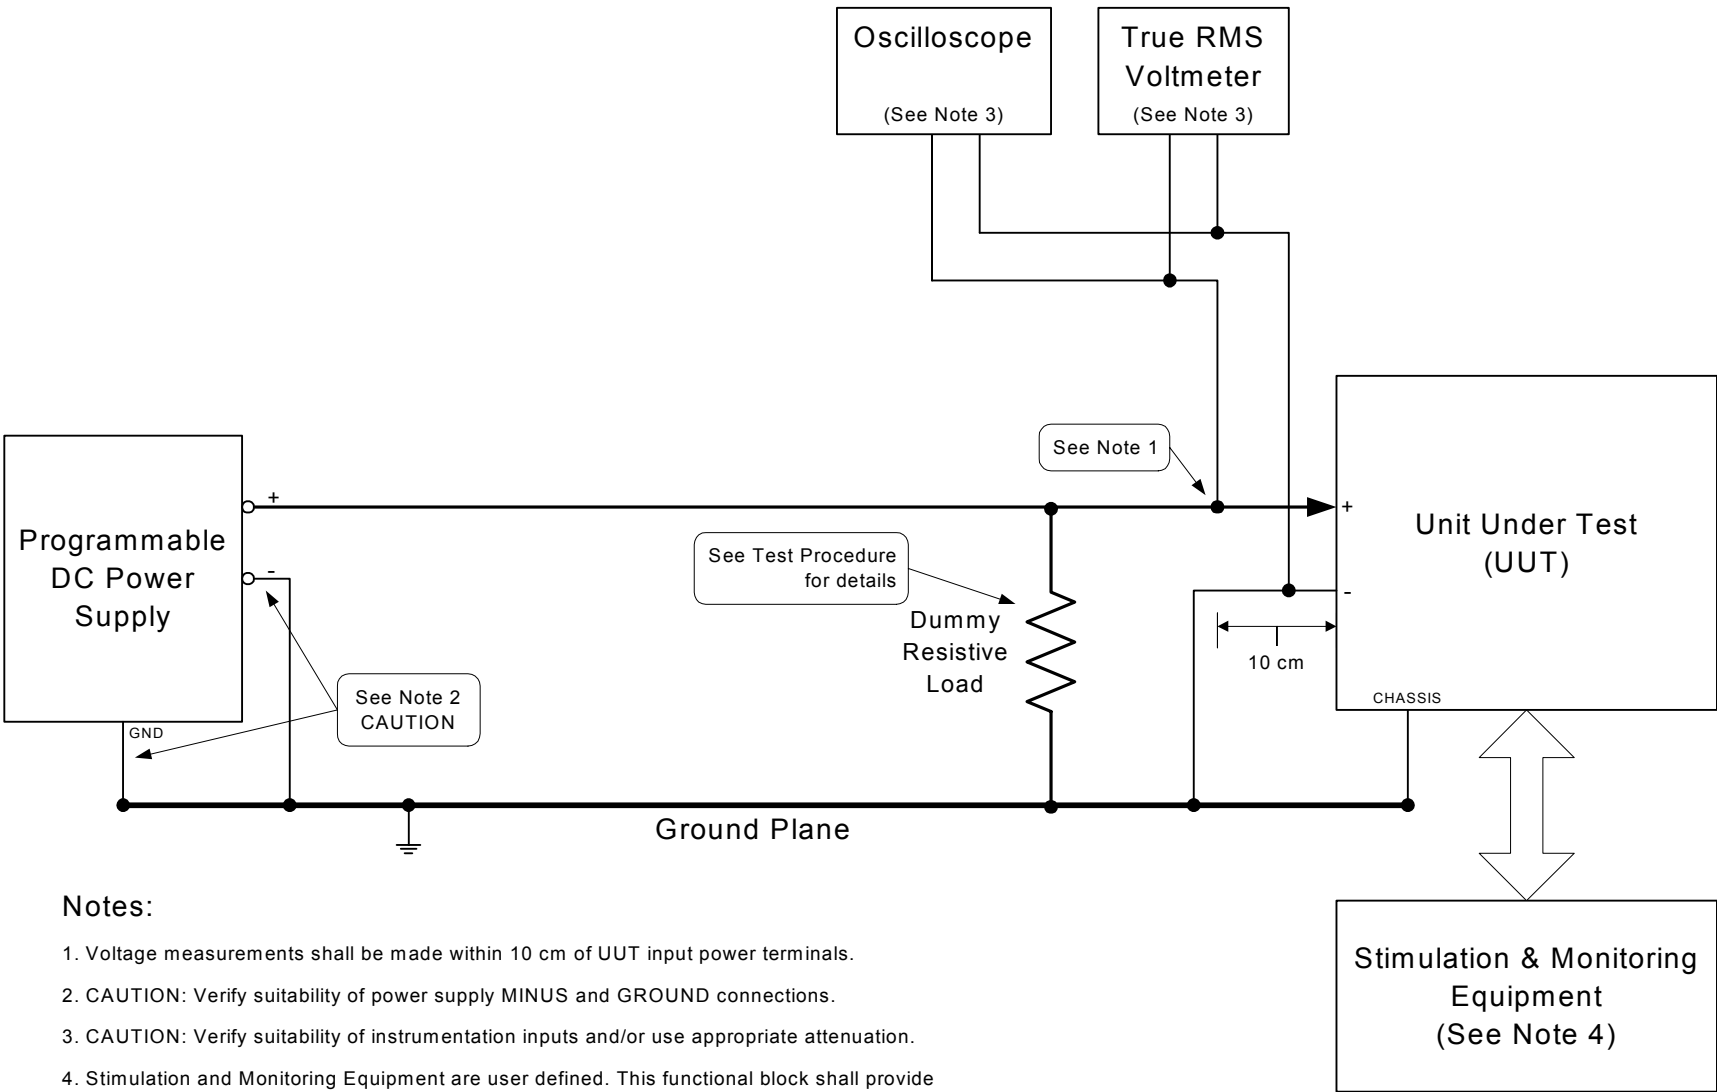 Oscilloscope
(See Note 3)
True RMS
Voltmeter
(See Note 3)
See Note 1
Programmable
DC Power
Supply
+
-
GND
See Note 2
CAUTION
See Test Procedure
for details
Dummy
Resistive
Load
+
-
Unit Under Test
(UUT)
10 cm
CHASSIS
Ground Plane
Stimulation & Monitoring
Equipment
(See Note 4)
Notes:
1. Voltage measurements shall be made within 10 cm of UUT input power terminals.
2. CAUTION: Verify suitability of power supply MINUS and GROUND connections.
3. CAUTION: Verify suitability of instrumentation inputs and/or use appropriate attenuation.
4. Stimulation and Monitoring Equipment are user defined. This functional block shall provide